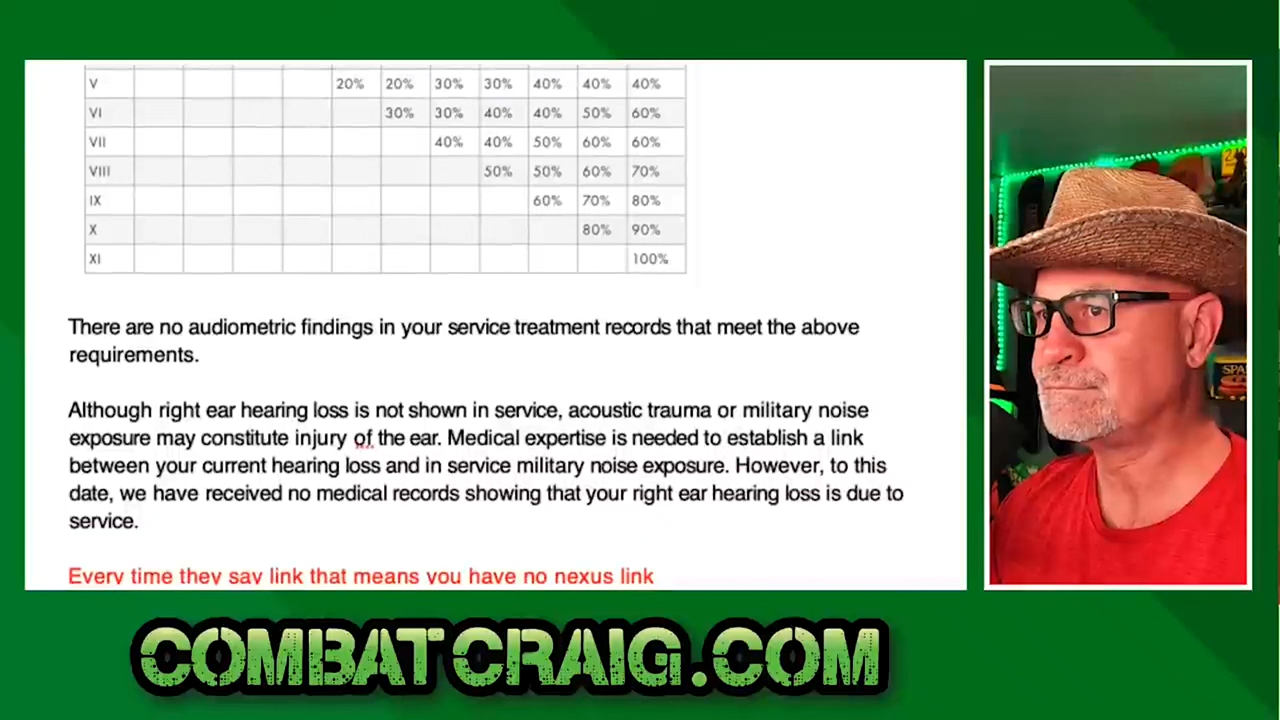 V 20% 20% 30% 30% 40% 40% 40%
VI 30% 30% 40% 40% 50% 60%
VII 40% 40% 50% 60% 60%
VIII 50% 50% 60% 70%
IX 60% 70% 80%
X 80% 90%
XI 100%
There are no audiometric findings in your service treatment records that meet the above
requirements.
Although right ear hearing loss is not shown in service, acoustic trauma or military noise
exposure may constitute injury of the ear. Medical expertise is needed to establish a link
between your current hearing loss and in service military noise exposure. However, to this
date, we have received no medical records showing that your right ear hearing loss is due to
service.
Every time they say link that means you have no nexus link
SPA
COMBATCRAIG.COM